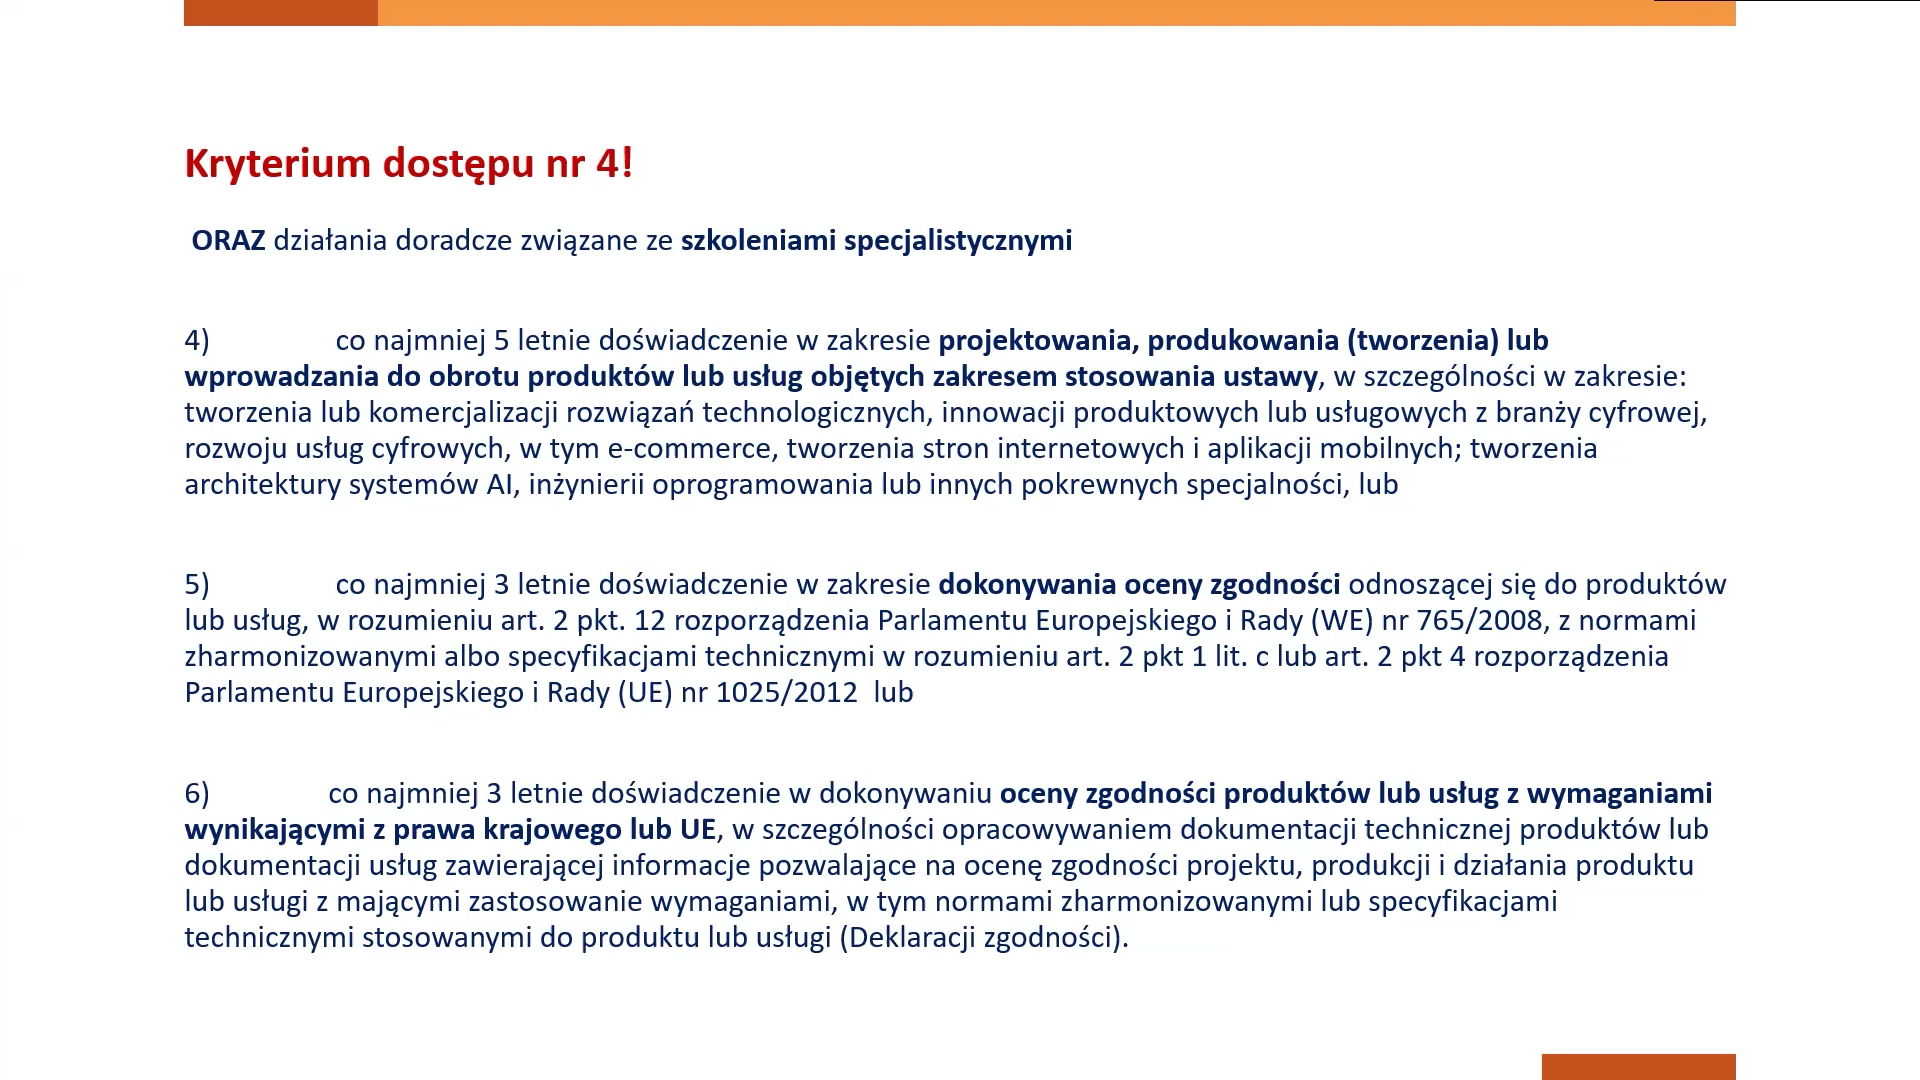 Kryterium dostępu nr 4!
ORAZ działania doradcze związane ze szkoleniami specjalistycznymi
4) co najmniej 5 letnie doświadczenie w zakresie projektowania, produkowania (tworzenia) lub
wprowadzania do obrotu produktów lub usług objętych zakresem stosowania ustawy, w szczególności w zakresie:
tworzenia lub komercjalizacji rozwiązań technologicznych, innowacji produktowych lub usługowych z branży cyfrowej,
rozwoju usług cyfrowych, w tym e-commerce, tworzenia stron internetowych i aplikacji mobilnych; tworzenia
architektury systemów AI, inżynierii oprogramowania lub innych pokrewnych specjalności, lub
5) co najmniej 3 letnie doświadczenie w zakresie dokonywania oceny zgodności odnoszącej się do produktów
lub usług, w rozumieniu art. 2 pkt. 12 rozporządzenia Parlamentu Europejskiego i Rady (WE) nr 765/2008, z normami
zharmonizowanymi albo specyfikacjami technicznymi w rozumieniu art. 2 pkt 1 lit. c lub art. 2 pkt 4 rozporządzenia
Parlamentu Europejskiego i Rady (UE) nr 1025/2012 lub
6) co najmniej 3 letnie doświadczenie w dokonywaniu oceny zgodności produktów lub usług z wymaganiami
wynikającymi z prawa krajowego lub UE, w szczególności opracowywaniem dokumentacji technicznej produktów lub
dokumentacji usług zawierającej informacje pozwalające na ocenę zgodności projektu, produkcji i działania produktu
lub usługi z mającymi zastosowanie wymaganiami, w tym normami zharmonizowanymi lub specyfikacjami
technicznymi stosowanymi do produktu lub usługi (Deklaracji zgodności).